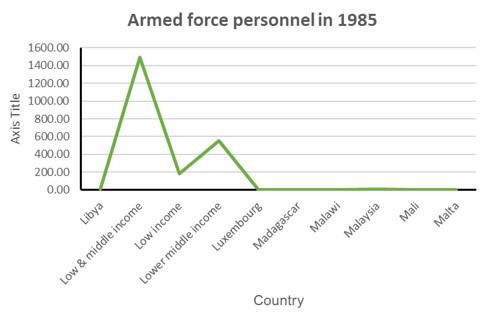 Armed force personnel in 1985
1600.00
1400.00
1200.00
1000.00
800.00
600.00
400.00
200.00
0.00
Axis Title
Libya
Low & middle income
Low income
Lower middle income
Luxembourg
Madagascar
Malawi
Malaysia
Mali
Malta
Country